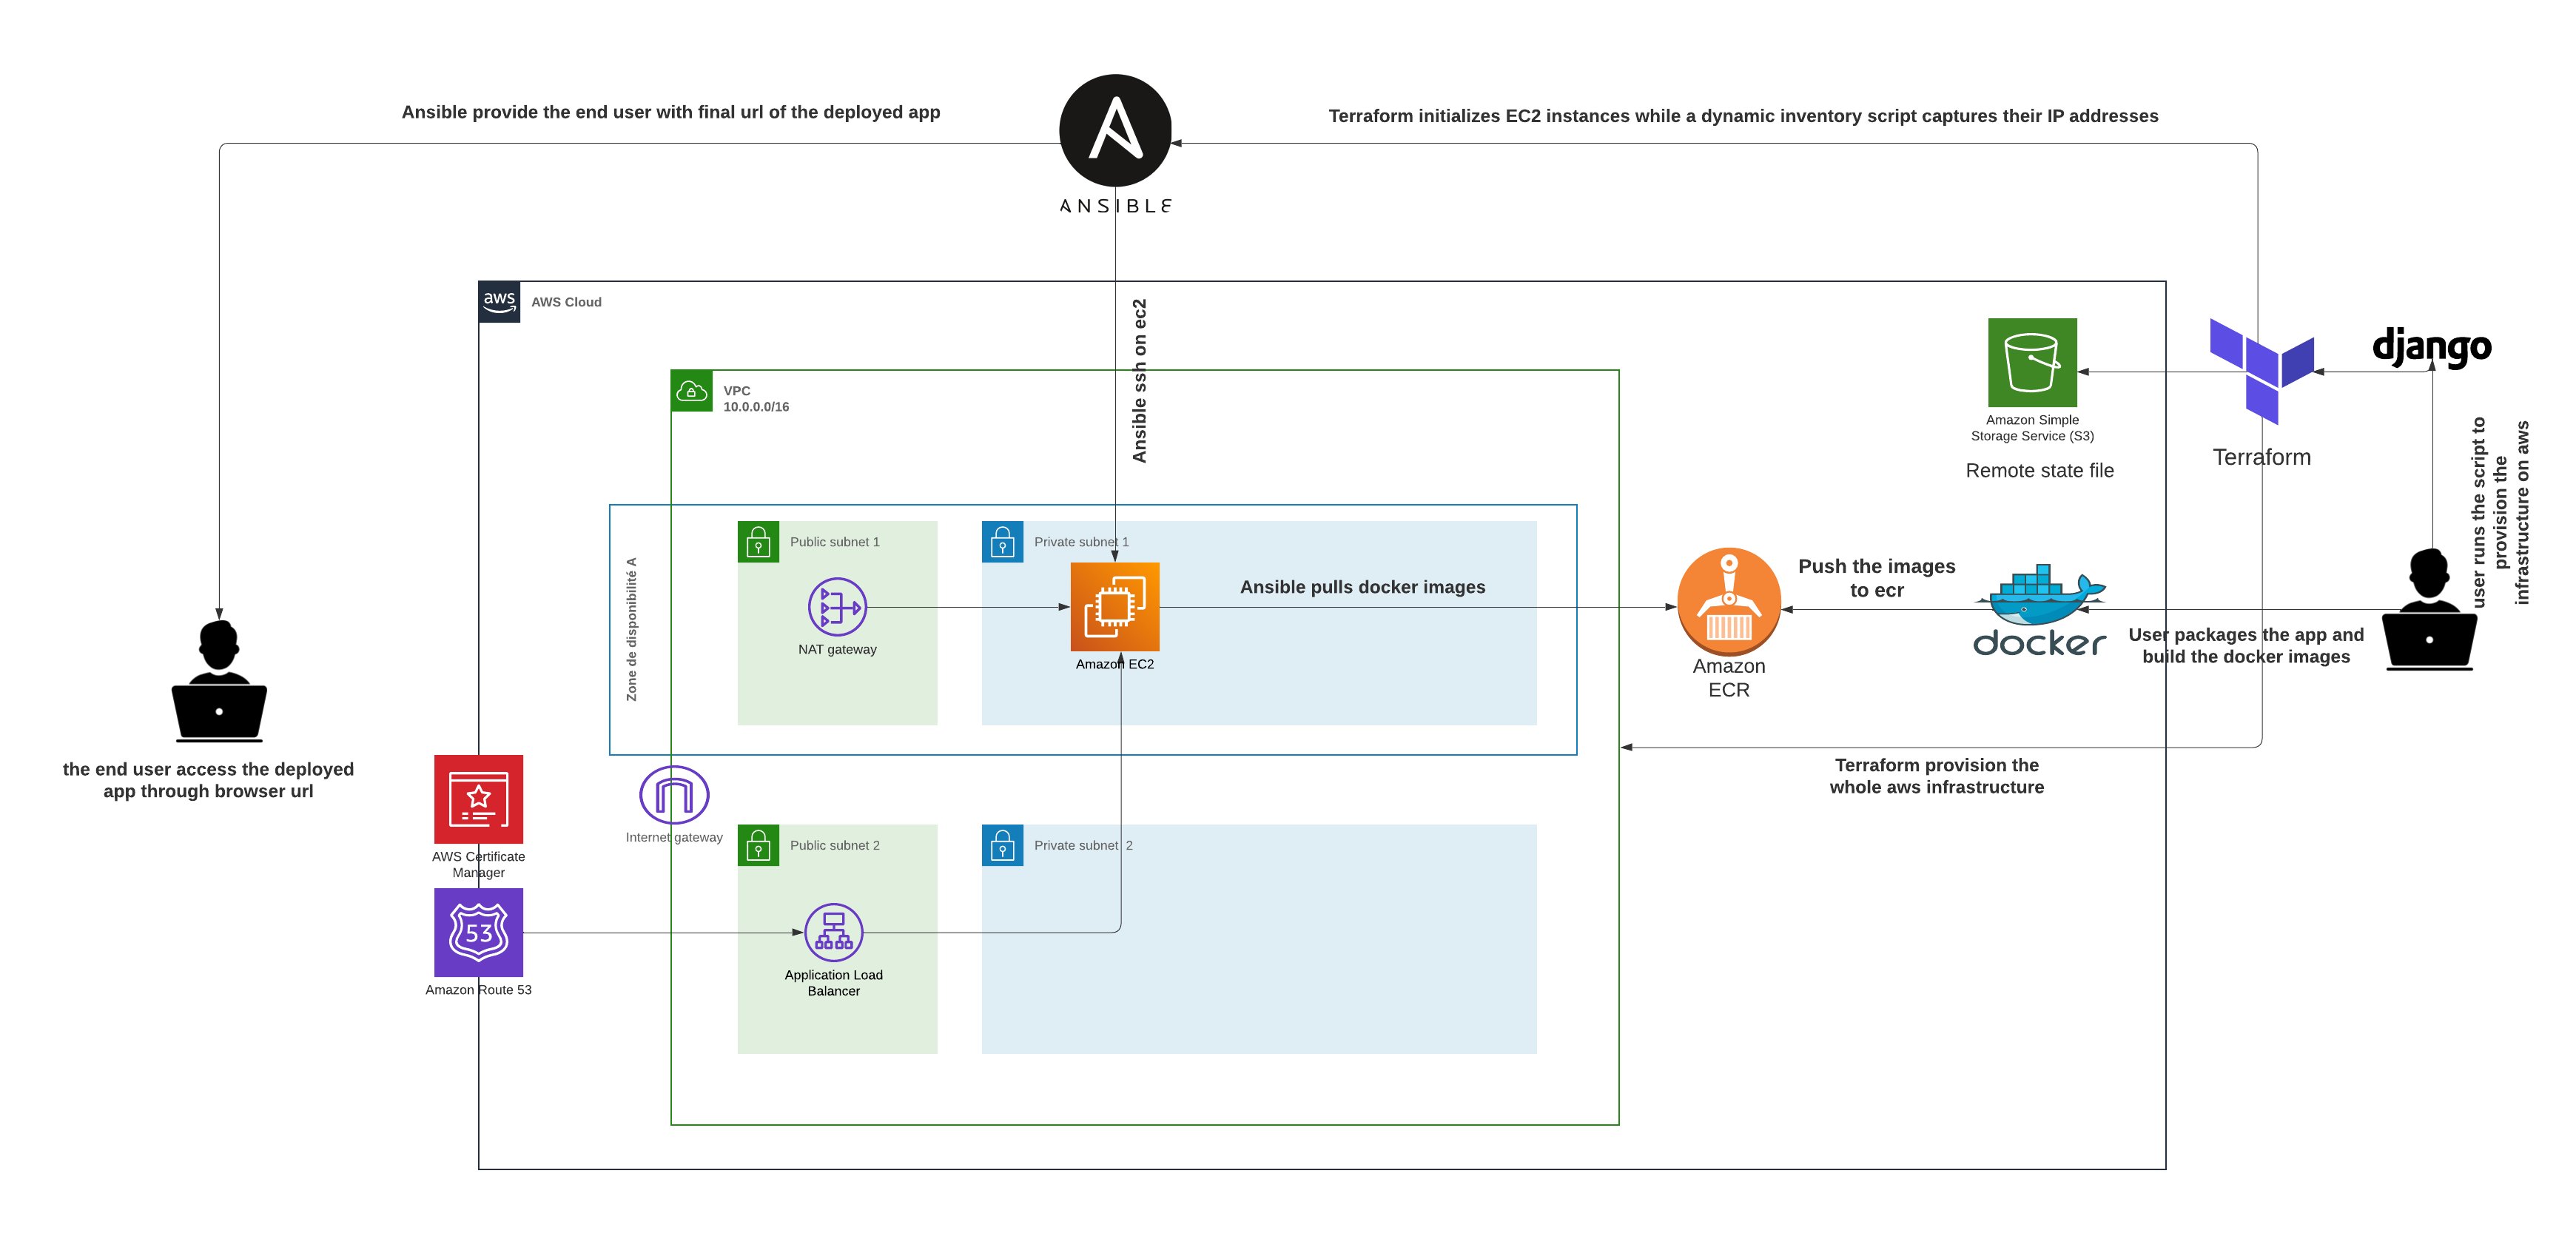 Ansible provide the end user with final url of the deployed app
Terraform initializes EC2 instances while a dynamic inventory script captures their IP addresses
ANSIBLE
aws
AWS Cloud
Ansible ssh on ec2
VPC
10.0.0.0/16
Amazon Simple
Storage Service (S3)
Remote state file
Terraform
django
user runs the script to
provision the
infrastructure on aws
Zone de disponibilité A
Public subnet 1
NAT gateway
Private subnet 1
Amazon EC2
Ansible pulls docker images
Amazon
ECR
Push the images
to ecr
docker
User packages the app and
build the docker images
the end user access the deployed
app through browser url
Terraform provision the
whole aws infrastructure
AWS Certificate
Manager
Internet gateway
Public subnet 2
Private subnet 2
53
Amazon Route 53
Application Load
Balancer